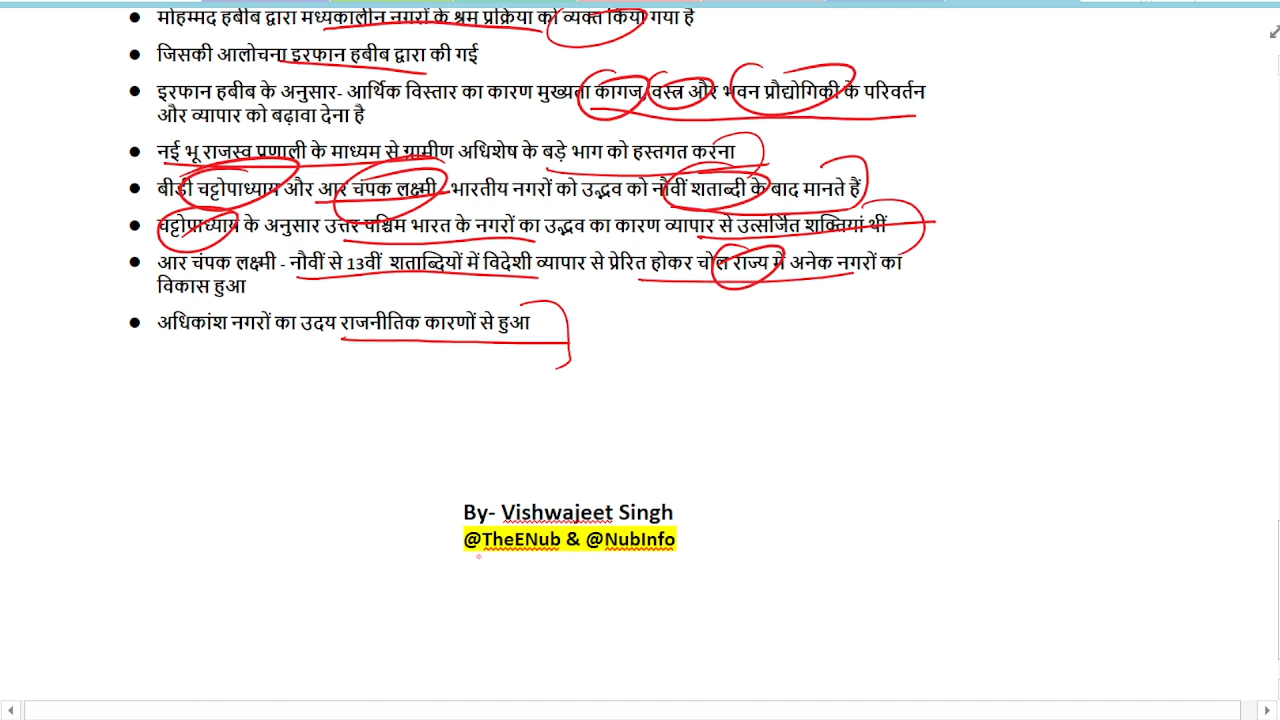 मोहम्मद हबीब द्वारा मध्यकालीन नगरों के श्रम प्रक्रिया को व्यक्त किया गया है
जिसकी आलोचना इरफान हबीब द्वारा की गई
इरफान हबीब के अनुसार- आर्थिक विस्तार का कारण मुख्यता कागज, वस्त्र और भवन प्रौद्योगिकी के परिवर्तन
और व्यापार को बढ़ावा देना है
नई भू राजस्व प्रणाली के माध्यम से ग्रामीण अधिशेष के बड़े भाग को हस्तगत करना
बीडी चट्टोपाध्याय और आर चंपक लक्ष्मी - भारतीय नगरों को उद्भव को नौवीं शताब्दी के बाद मानते हैं
चट्टोपाध्याय के अनुसार उत्तर पश्चिम भारत के नगरों का उद्भव का कारण व्यापार से उत्सर्जित शक्तियां थीं
आर चंपक लक्ष्मी - नौवीं से 13वीं शताब्दियों में विदेशी व्यापार से प्रेरित होकर चोल राज्य में अनेक नगरों का
विकास हुआ
अधिकांश नगरों का उदय राजनीतिक कारणों से हुआ
By- Vishwajeet Singh
@TheENub & @NubInfo